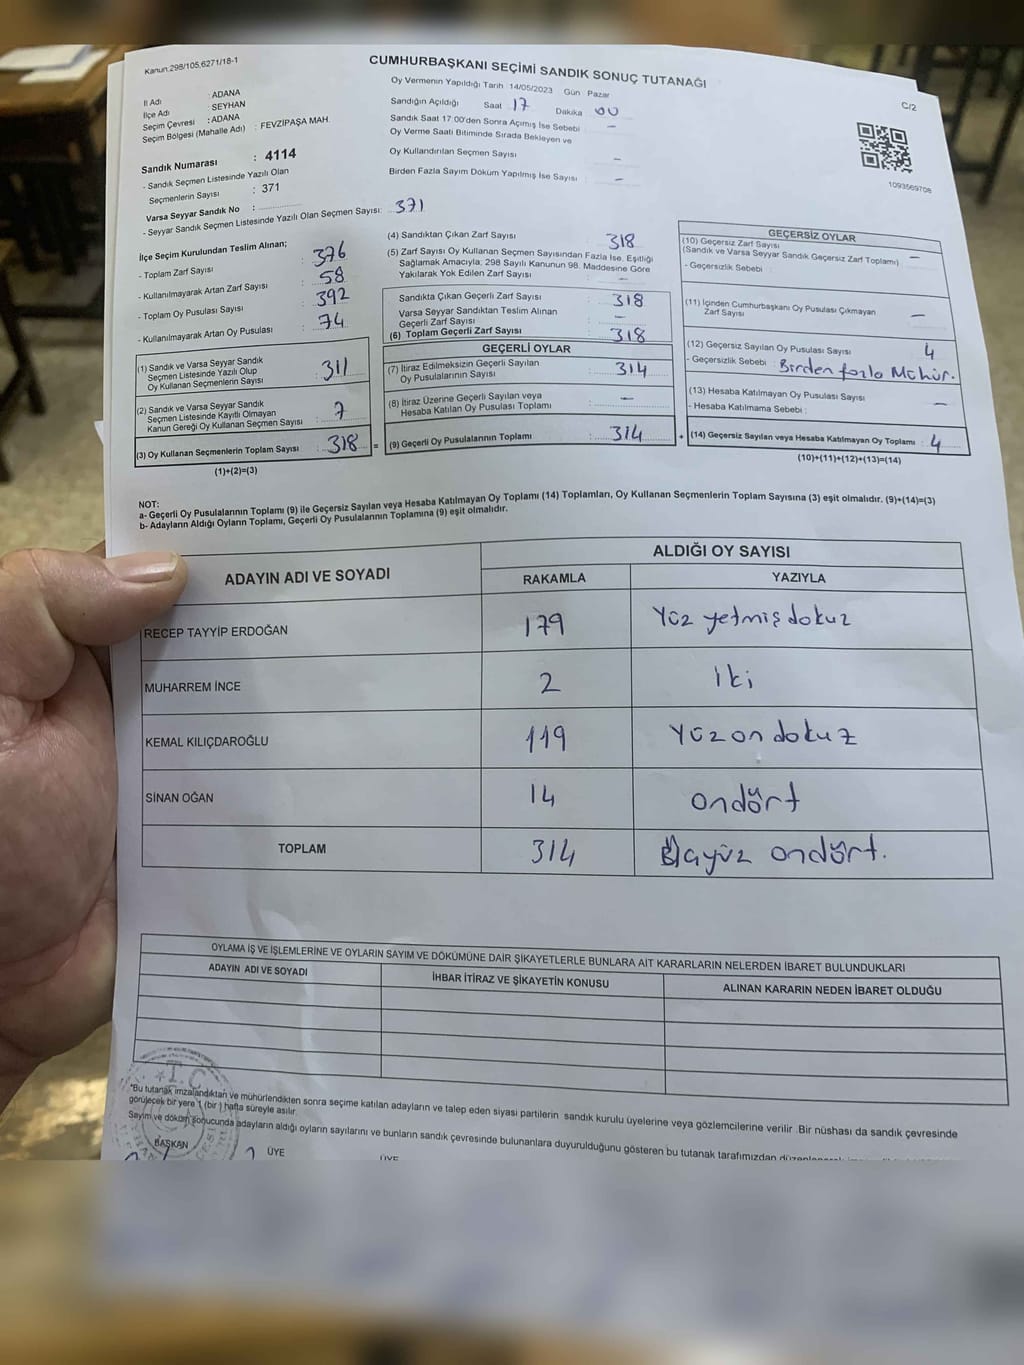 Kanun:298/105,6271/18-1
CUMHURBAŞKANI SEÇİMİ SANDIK SONUÇ TUTANAĞI
C/2
1093569708
İl Adı : ADANA
İlçe Adı : SEYHAN
Seçim Çevresi : ADANA
Seçim Bölgesi (Mahalle Adı) : FEVZİPAŞA MAH.
Sandık Numarası : 4114
- Sandık Seçmen Listesinde Yazılı Olan
Seçmenlerin Sayısı : 371
Varsa Seyyar Sandık No :
- Seyyar Sandık Seçmen Listesinde Yazılı Olan Seçmen Sayısı: 371
Oy Vermenin Yapıldığı Tarih 14/05/2023 Gün Pazar
Sandığın Açıldığı Saat 17 Dakika 00
Sandık Saat 17:00'den Sonra Açımış İse Sebebi -
Oy Verme Saati Bitiminde Sırada Bekleyen ve
Oy Kullandırılan Seçmen Sayısı -
Birden Fazla Sayım Döküm Yapılmış İse Sayısı -
İlçe Seçim Kurulundan Teslim Alınan;
- Toplam Zarf Sayısı : 376
- Kullanılmayarak Artan Zarf Sayısı : 58
- Toplam Oy Pusulası Sayısı : 392
- Kullanılmayarak Artan Oy Pusulası : 74
(1) Sandık ve Varsa Seyyar Sandık
Seçmen Listesinde Yazılı Olup
Oy Kullanan Seçmenlerin Sayısı : 311
(2) Sandık ve Varsa Seyyar Sandık
Seçmen Listesinde Kayıtlı Olmayan
Kanun Gereği Oy Kullanan Seçmen Sayısı : 7
(3) Oy Kullanan Seçmenlerin Toplam Sayısı : 318 =
(1)+(2)=(3)
(4) Sandıktan Çıkan Zarf Sayısı : 318
(5) Zarf Sayısı Oy Kullanan Seçmen Sayısından Fazla İse, Eşitliği
Sağlamak Amacıyla, 298 Sayılı Kanunun 98. Maddesine Göre
Yakılarak Yok Edilen Zarf Sayısı : -
Sandıkta Çıkan Geçerli Zarf Sayısı : 318
Varsa Seyyar Sandıktan Teslim Alınan
Geçerli Zarf Sayısı : -
(6) Toplam Geçerli Zarf Sayısı : 318
GEÇERLİ OYLAR
(7) İtiraz Edilmeksizin Geçerli Sayılan
Oy Pusulalarının Sayısı : 314
(8) İtiraz Üzerine Geçerli Sayılan veya
Hesaba Katılan Oy Pusulası Toplamı : -
(9) Geçerli Oy Pusulalarının Toplamı : 314 +
GEÇERSİZ OYLAR
(10) Geçersiz Zarf Sayısı
(Sandık ve Varsa Seyyar Sandık Geçersiz Zarf Toplamı) -
- Geçersizlik Sebebi :
(11) İçinden Cumhurbaşkanı Oy Pusulası Çıkmayan
Zarf Sayısı -
(12) Geçersiz Sayılan Oy Pusulası Sayısı 4
- Geçersizlik Sebebi : Birden fazla Mühür.
(13) Hesaba Katılmayan Oy Pusulası Sayısı -
- Hesaba Katılmama Sebebi :
(14) Geçersiz Sayılan veya Hesaba Katılmayan Oy Toplamı : 4
(10)+(11)+(12)+(13)=(14)
NOT:
a- Geçerli Oy Pusulalarının Toplamı (9) ile Geçersiz Sayılan veya Hesaba Katılmayan Oy Toplamı (14) Toplamları, Oy Kullanan Seçmenlerin Toplam Sayısına (3) eşit olmalıdır. (9)+(14)=(3)
b- Adayların Aldığı Oyların Toplamı, Geçerli Oy Pusulalarının Toplamına (9) eşit olmalıdır.
ADAYIN ADI VE SOYADI
ALDIĞI OY SAYISI
RAKAMLA YAZIYLA
RECEP TAYYİP ERDOĞAN 179 Yüz yetmiş dokuz
MUHARREM İNCE 2 iki
KEMAL KILIÇDAROĞLU 119 Yüz on dokuz
SİNAN OĞAN 14 ondört
TOPLAM 314 ondört.
OYLAMA İŞ VE İŞLEMLERİNE VE OYLARIN SAYIM VE DÖKÜMÜNE DAİR ŞİKAYETLERLE BUNLARA AİT KARARLARIN NELERDEN İBARET BULUNDUKLARI
ADAYIN ADI VE SOYADI İHBAR İTİRAZ VE ŞİKAYETİN KONUSU ALINAN KARARIN NEDEN İBARET OLDUĞU
T.C.
*Bu tutanak imzalandıktan ve mühürlendikten sonra seçime katılan adayların ve talep eden siyasi partilerin sandık kurulu üyelerine veya gözlemcilerine verilir. Bir nüshası da sandık çevresinde
görülecek bir yere 1 (bir) hafta süreyle asılır.
Sayım ve döküm sonucunda adayların aldığı oyların sayılarını ve bunların sandık çevresinde bulunanlara duyurulduğunu gösteren bu tutanak tarafımızdan
BAŞKAN ÜYE ÜYE